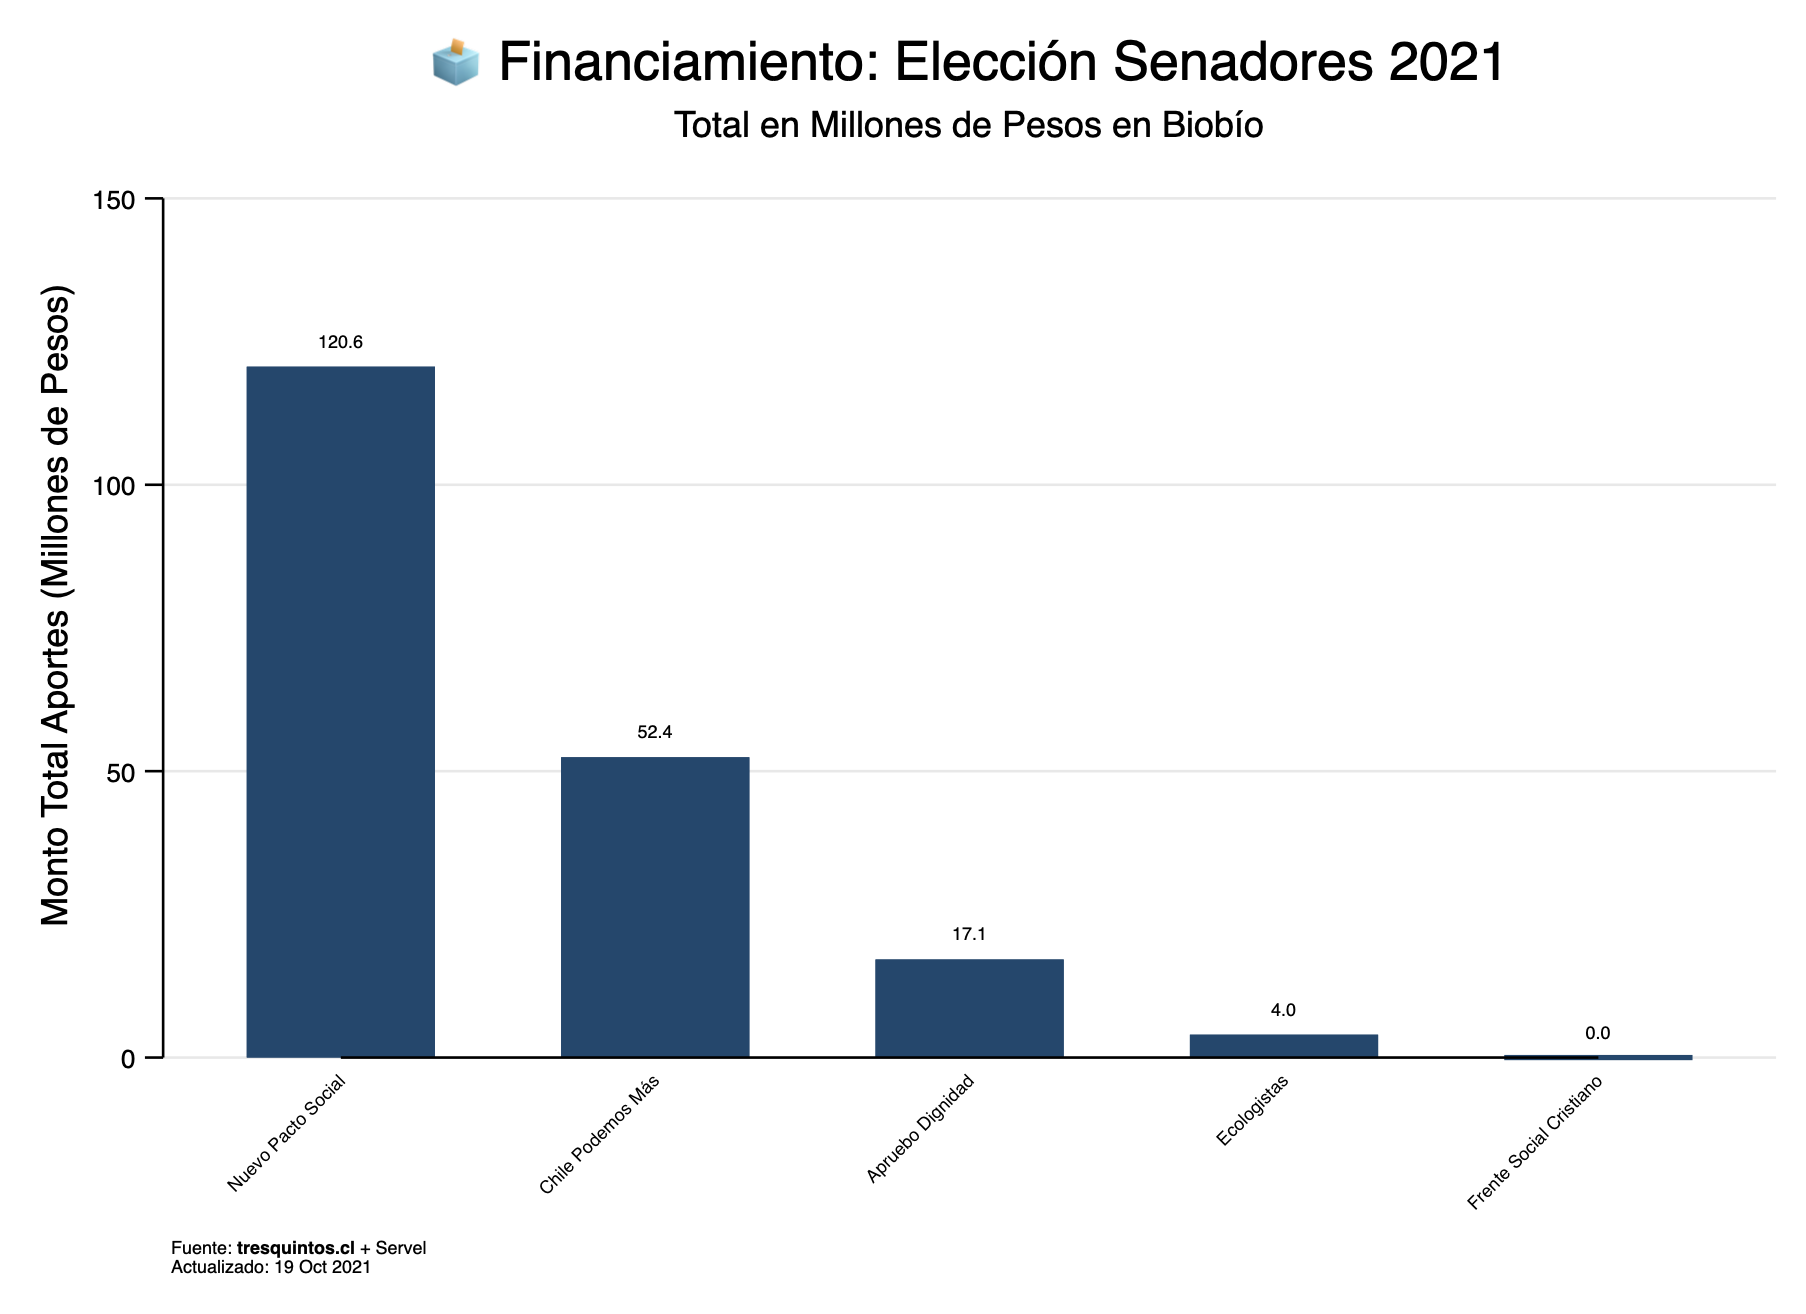 Financiamiento: Elección Senadores 2021
Total en Millones de Pesos en Biobío
Monto Total Aportes (Millones de Pesos)
150
100
50
0
120.6
52.4
17.1
4.0
0.0
Nuevo Pacto Social
Chile Podemos Más
Apruebo Dignidad
Ecologistas
Frente Social Cristiano
Fuente: tresquintos.cl + Servel
Actualizado: 19 Oct 2021